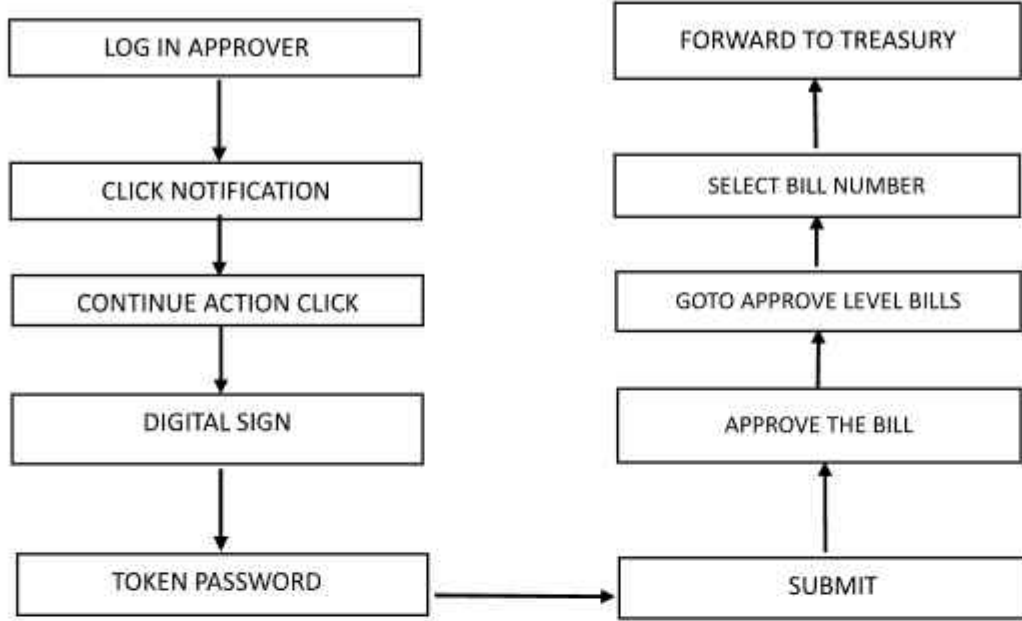 LOG IN APPROVER
CLICK NOTIFICATION
CONTINUE ACTION CLICK
DIGITAL SIGN
TOKEN PASSWORD
SUBMIT
APPROVE THE BILL
GOTO APPROVE LEVEL BILLS
SELECT BILL NUMBER
FORWARD TO TREASURY